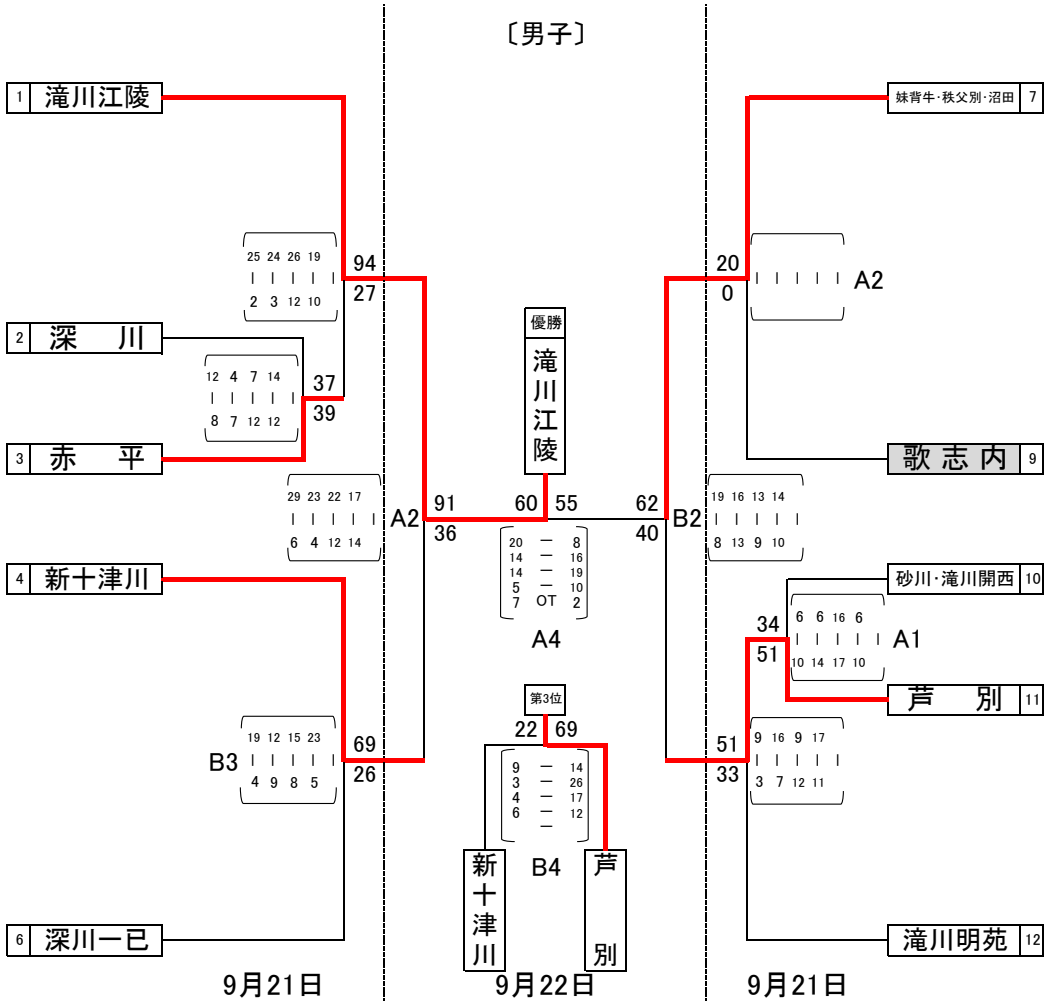 〔男子〕
1 滝川江陵
妹背牛・秩父別・沼田 7
25 24 26 19
94
2 3 12 10
27
20
0
A2
2 深川
12 4 7 14
37
8 7 12 12
39
3 赤平
優勝
滝川江陵
歌志内 9
29 23 22 17
6 4 12 14
A2
91
36
60 55
62
40
B2
19 16 13 14
8 13 9 10
20 ー 8
14 ー 16
14 ー 19
5 ー 10
7 OT 2
A4
4 新十津川
砂川・滝川開西 10
6 6 16 6
34
10 14 17 10
51
A1
芦別 11
第3位
22 69
19 12 15 23
69
4 9 8 5
26
B3
9 ー 14
3 ー 26
4 ー 17
6 ー 12
ー
B4
新十津川
芦別
51
33
9 16 9 17
3 7 12 11
6 深川一已
滝川明苑 12
9月21日
9月22日
9月21日